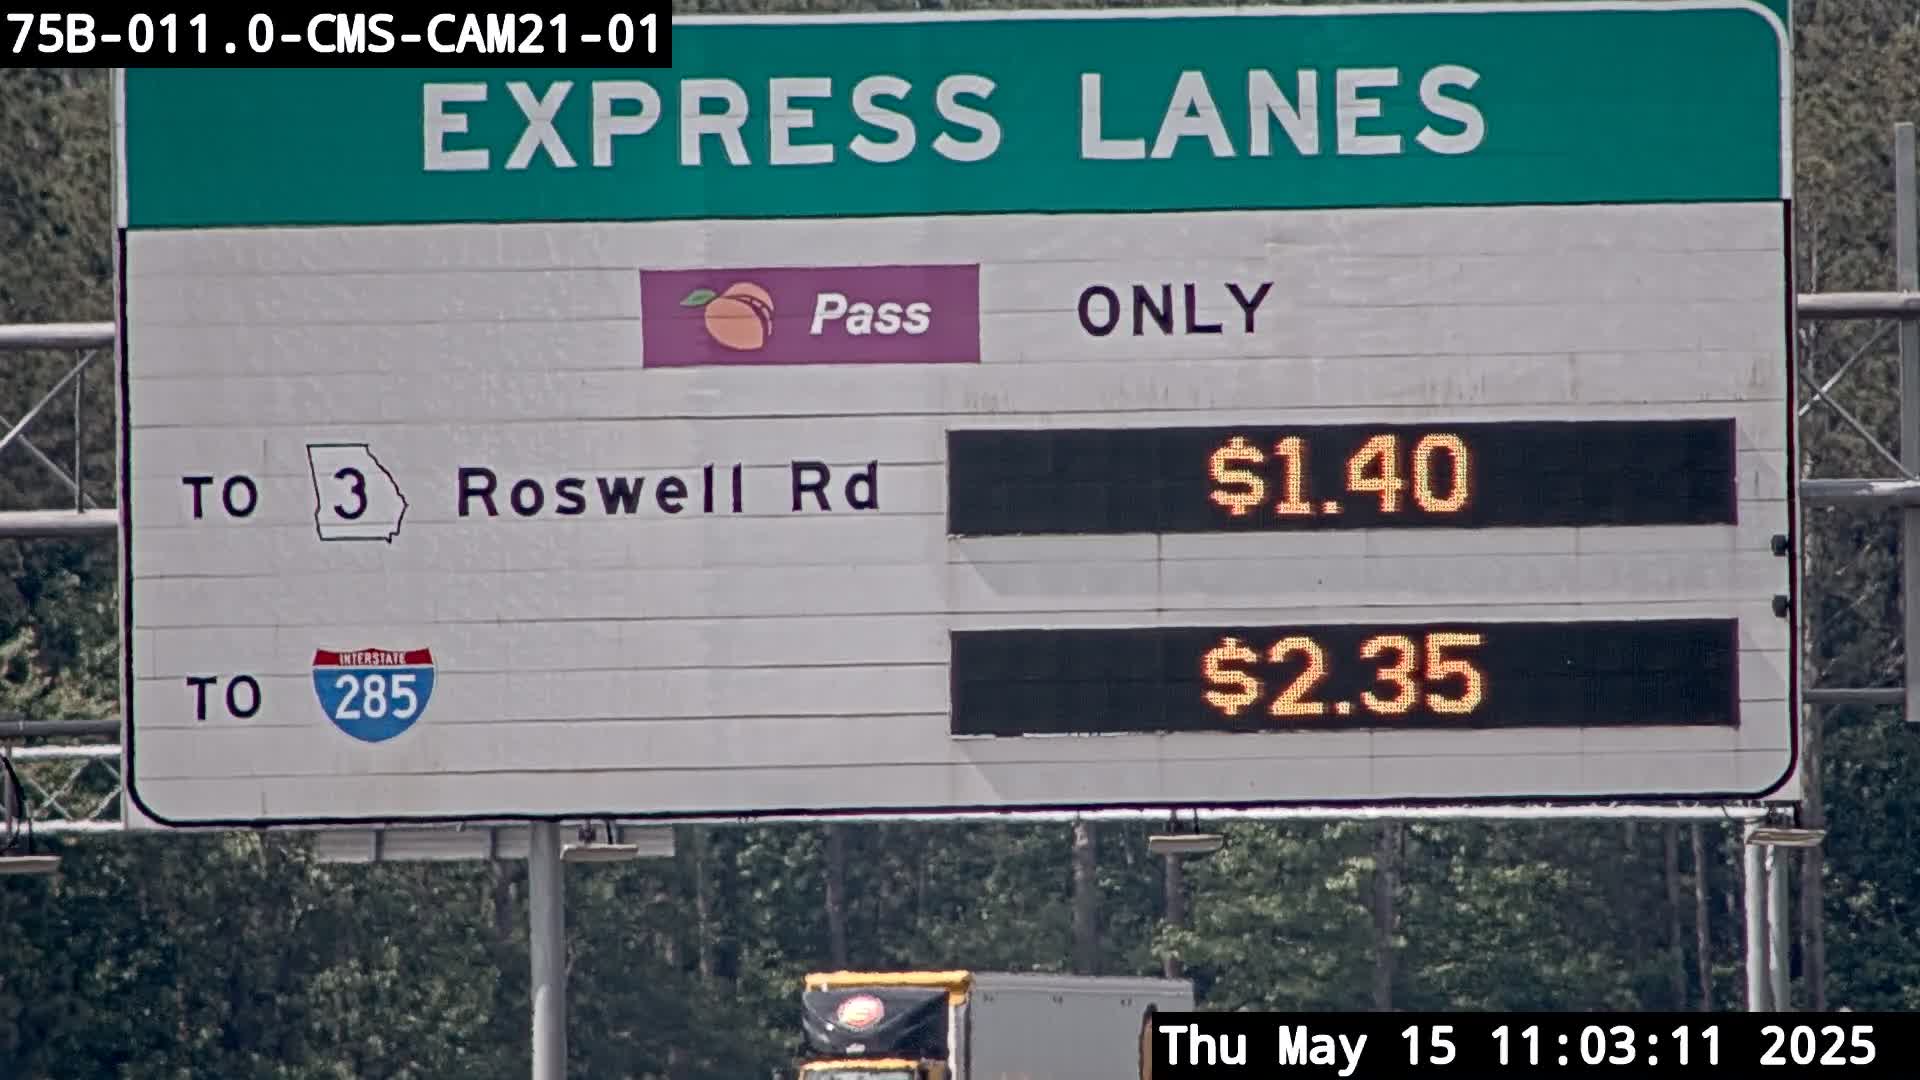 75B-011.0-CMS-CAM21-01
EXPRESS LANES
Pass ONLY
TO 3 Roswell Rd $1.40
INTERSTATE
TO 285 $2.35
Thu May 15 11:03:11 2025